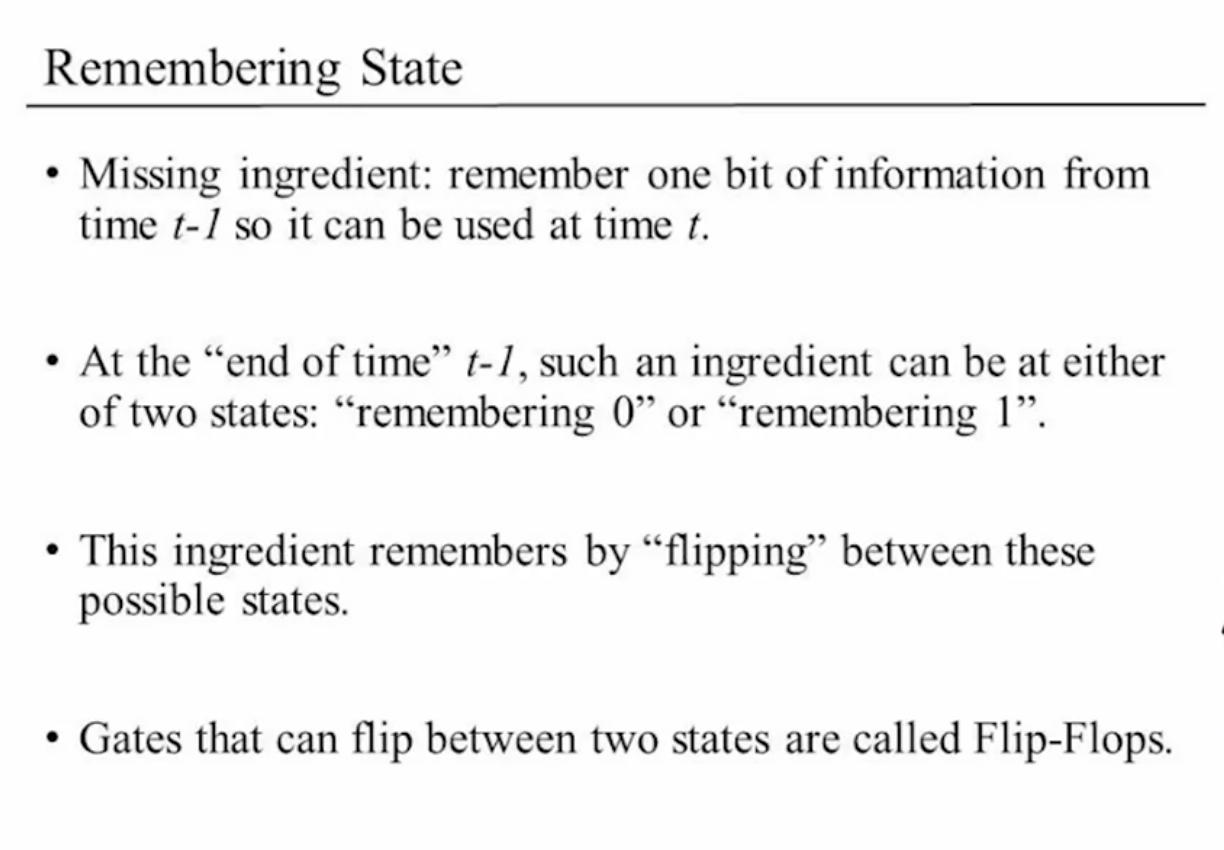 Remembering State
• Missing ingredient: remember one bit of information from
time t-1 so it can be used at time t.
• At the “end of time” t-1, such an ingredient can be at either
of two states: “remembering 0” or “remembering 1”.
• This ingredient remembers by “flipping” between these
possible states.
• Gates that can flip between two states are called Flip-Flops.